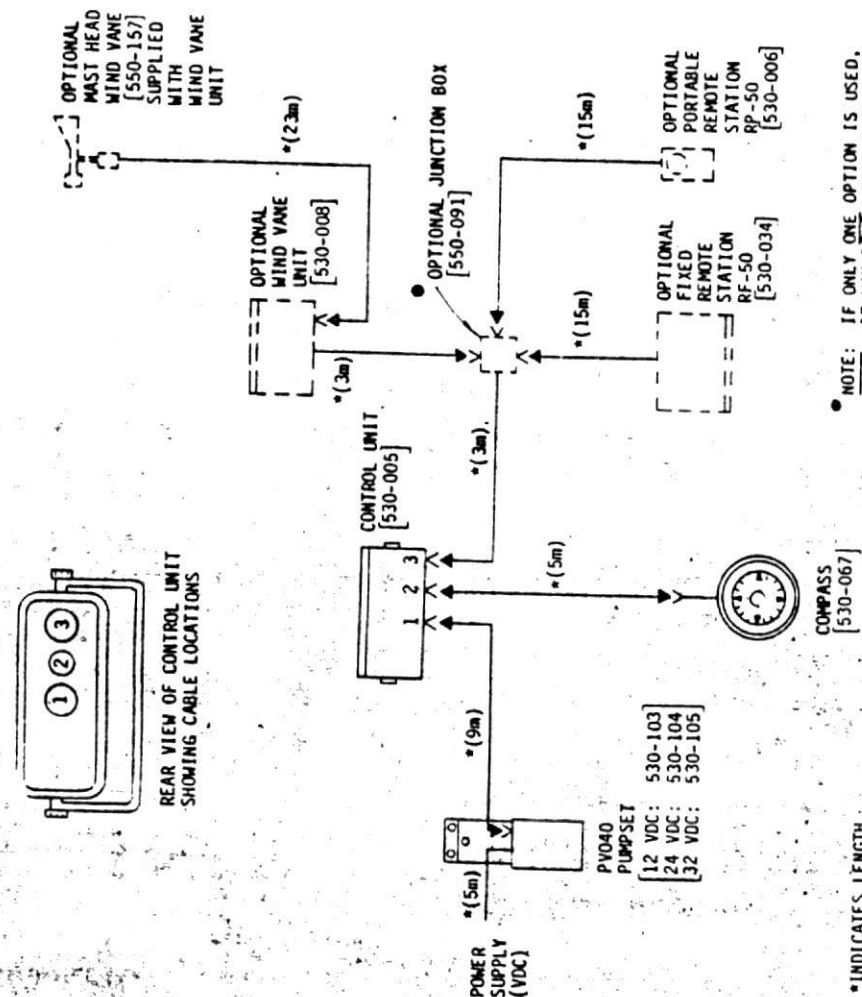 REAR VIEW OF CONTROL UNIT
SHOWING CABLE LOCATIONS
1
2
3
OPTIONAL
MAST HEAD
WIND VANE
[550-157]
SUPPLIED
WITH
WIND VANE
UNIT
*(23m)
OPTIONAL
WIND VANE
UNIT
[530-008]
*(3m)
● OPTIONAL JUNCTION BOX
[550-091]
CONTROL UNIT
[530-005]
1 2 3
*(3m)
*(15m)
*(15m)
OPTIONAL
PORTABLE
REMOTE
STATION
RP-50
[530-006]
OPTIONAL
FIXED
REMOTE
STATION
RF-50
[530-034]
*(9m)
*(5m)
*(5m)
POWER
SUPPLY
(VDC)
PV040
PUMPSET
12 VDC: 530-103
24 VDC: 530-104
32 VDC: 530-105
COMPASS
[530-067]
*INDICATES LENGTH
● NOTE: IF ONLY ONE OPTION IS USED,